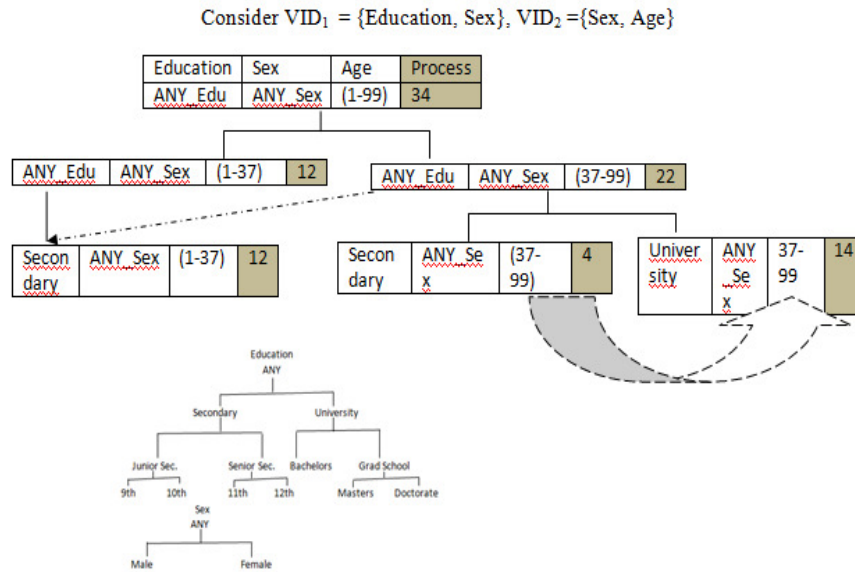 Consider VID1 = {Education, Sex}, VID2 ={Sex, Age}
Education Sex Age Process
ANY_Edu ANY_Sex (1-99) 34
ANY_Edu ANY_Sex (1-37) 12
ANY_Edu ANY_Sex (37-99) 22
Secon
dary ANY_Sex (1-37) 12
Secon
dary
ANY_Se
x
(37-
99)
4
Univer
sity
ANY
_Se
x
37-
99
14
Education
ANY
Secondary University
Junior Sec. Senior Sec. Bachelors Grad School
9th 10th 11th 12th Masters Doctorate
Sex
ANY
Male Female